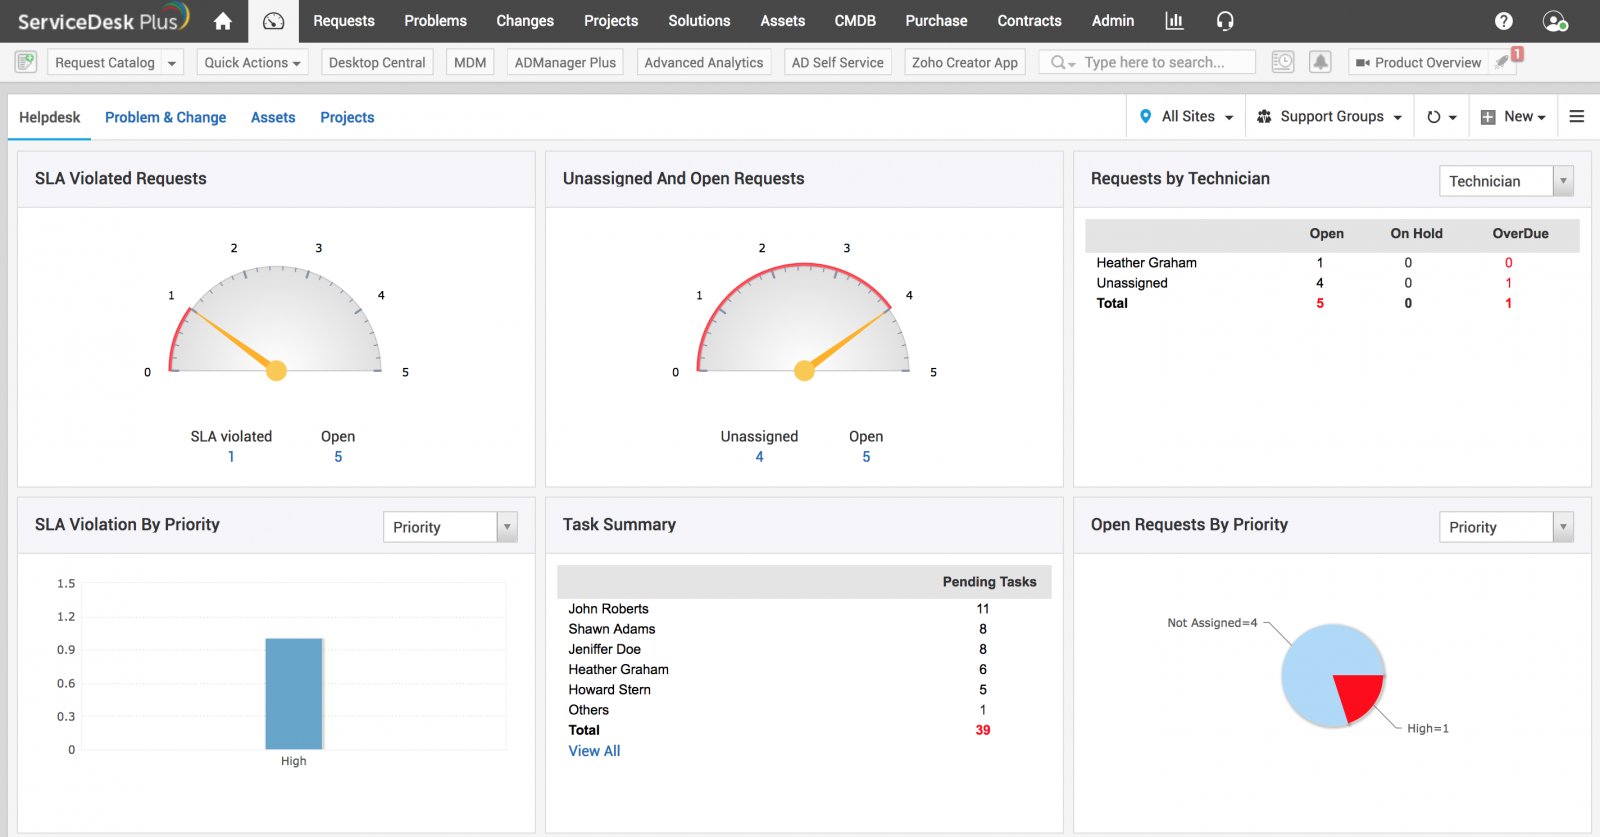 ServiceDesk Plus Requests Problems Changes Projects Solutions Assets CMDB Purchase Contracts Admin
Request Catalog Quick Actions Desktop Central MDM ADManager Plus Advanced Analytics AD Self Service Zoho Creator App Type here to search... Product Overview 1
Helpdesk Problem & Change Assets Projects All Sites Support Groups New
SLA Violated Requests
0 1 2 3 4 5
SLA violated Open
1 5
Unassigned And Open Requests
0 1 2 3 4 5
Unassigned Open
4 5
Requests by Technician Technician
Open On Hold OverDue
Heather Graham 1 0 0
Unassigned 4 0 1
Total 5 0 1
SLA Violation By Priority Priority
1.5
1.2
0.9
0.6
0.3
0
High
Task Summary
Pending Tasks
John Roberts 11
Shawn Adams 8
Jeniffer Doe 8
Heather Graham 6
Howard Stern 5
Others 1
Total 39
View All
Open Requests By Priority Priority
Not Assigned=4
High=1